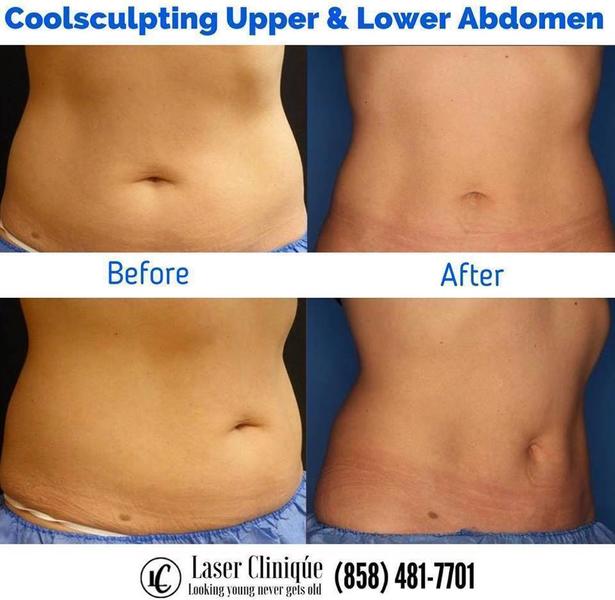 Coolsculpting Upper & Lower Abdomen
Before
After
LC
Laser Cliniqúe
Looking young never gets old
(858) 481-7701